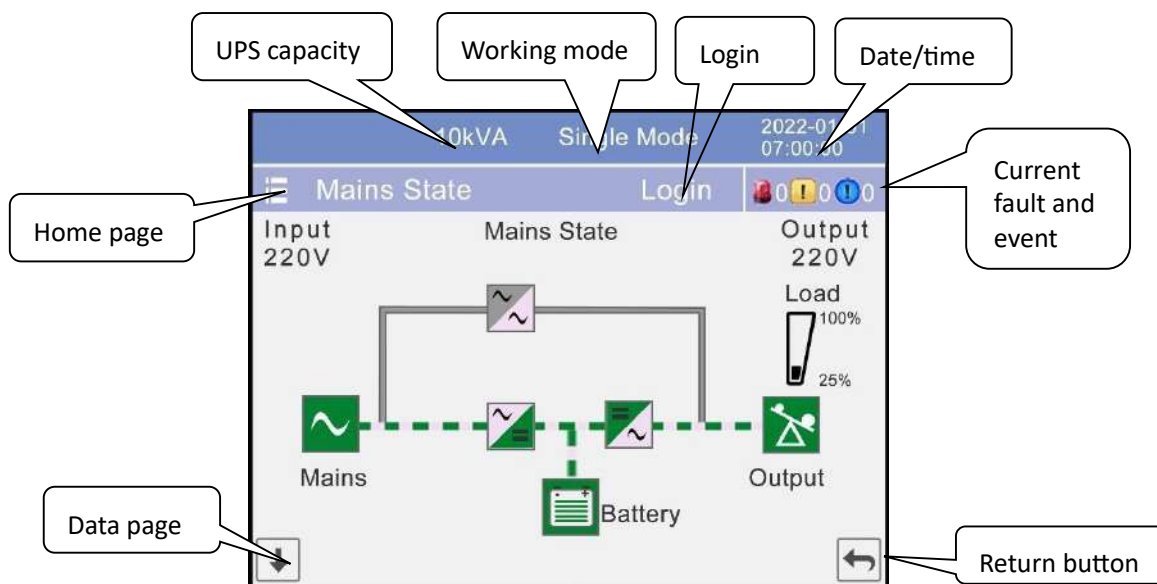 UPS capacity
Working mode
Login
Date/time
10kVA
Single Mode
2022-01-01
07:00:00
Mains State
Login
0
0
0
Current
fault and
event
Home page
Input
220V
Mains State
Output
220V
Load
100%
25%
Mains
Output
Battery
Data page
Return button